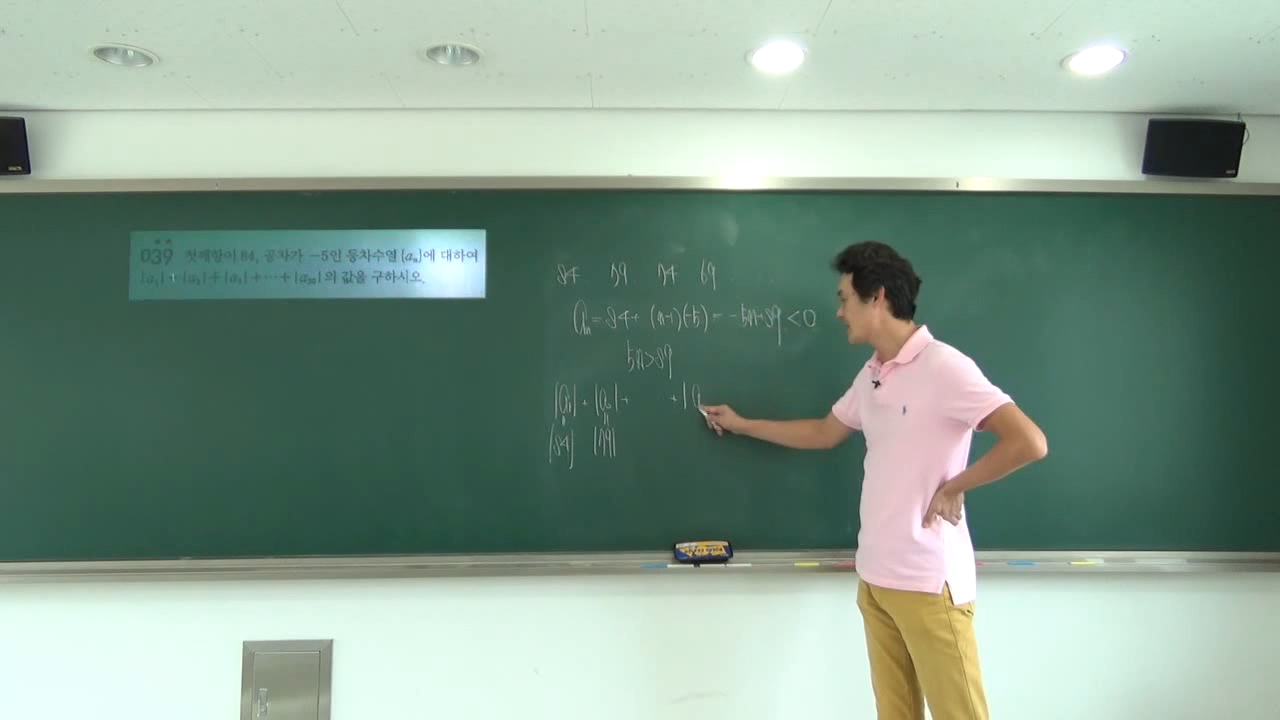 039 첫째항이 84, 공차가 -5인 등차수열 {aₙ}에 대하여
|a₁|+|a₂|+|a₃|+⋯+|a₃₀|의 값을 구하시오.
84 79 74 69
aₙ = 84+ (n-1)(-5) = -5n+89 < 0
5n > 89
|a₁| + |a₂| + + |a
|84| |79|